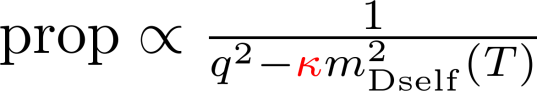 prop ∝ 1/(q² − κm²_Dself(T))